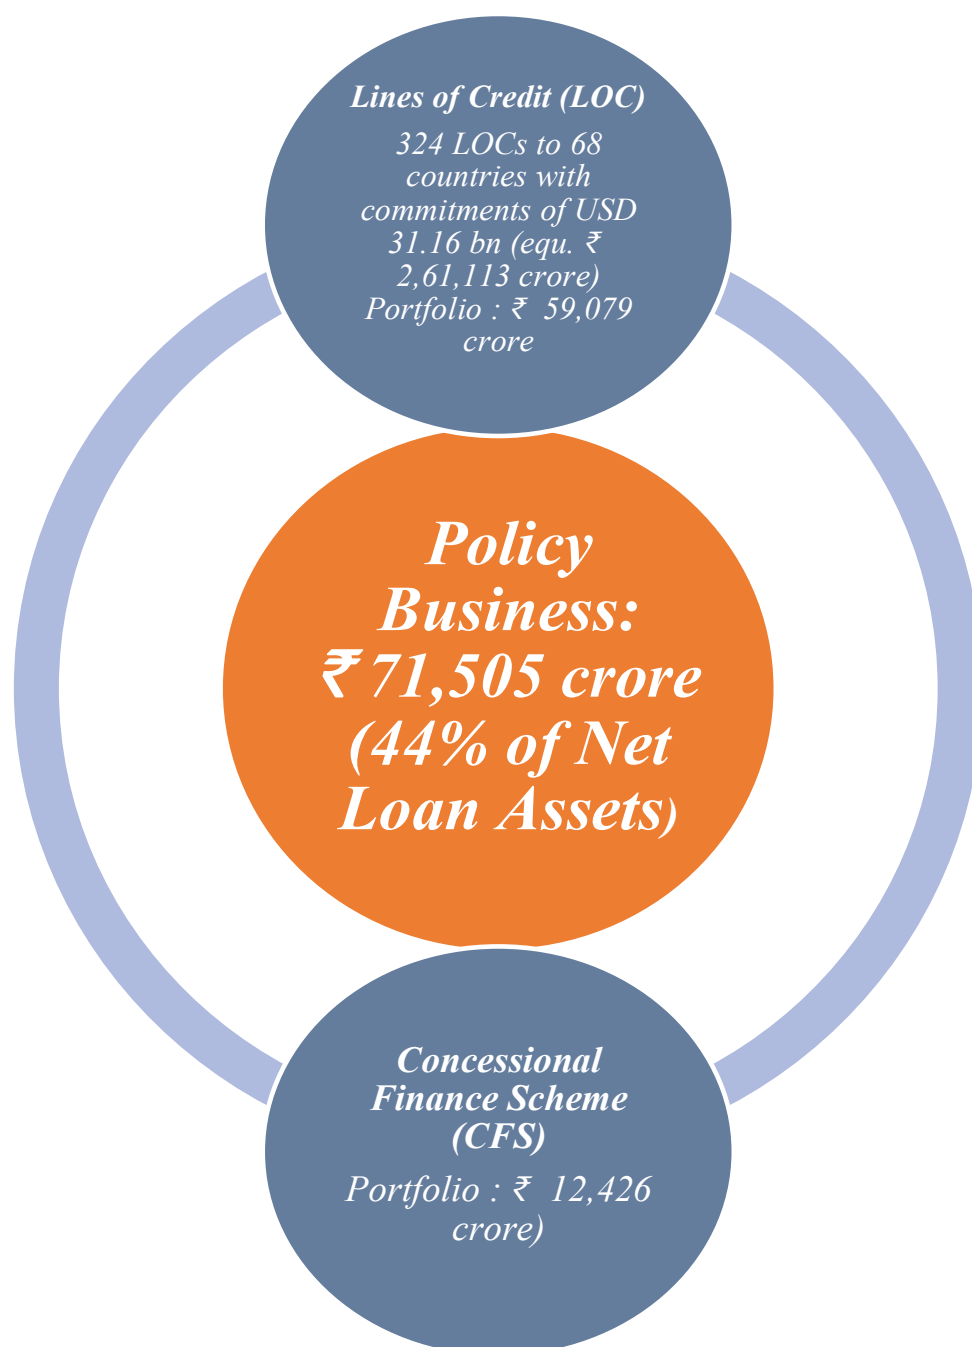 Lines of Credit (LOC)
324 LOCs to 68
countries with
commitments of USD
31.16 bn (equ. ₹
2,61,113 crore)
Portfolio : ₹ 59,079
crore
Policy
Business:
₹ 71,505 crore
(44% of Net
Loan Assets)
Concessional
Finance Scheme
(CFS)
Portfolio : ₹ 12,426
crore)